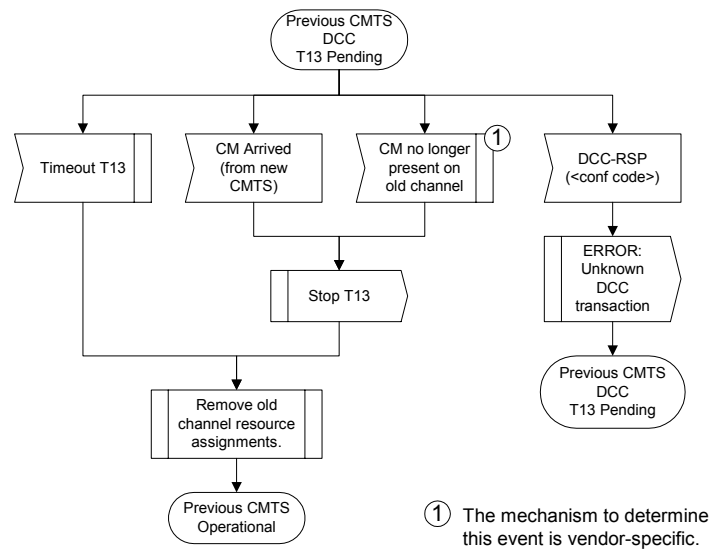 Previous CMTS
DCC
T13 Pending
Timeout T13
CM Arrived
(from new
CMTS)
CM no longer
present on
old channel
1
DCC-RSP
(<conf code>)
Stop T13
ERROR:
Unknown
DCC
transaction
Previous CMTS
DCC
T13 Pending
Remove old
channel resource
assignments.
Previous CMTS
Operational
1 The mechanism to determine
this event is vendor-specific.